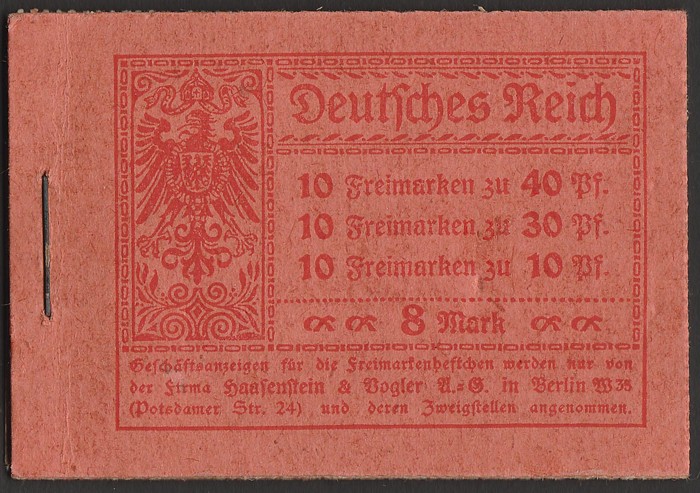 Deutsches Reich
10 Freimarken zu 40 Pf.
10 Freimarken zu 30 Pf.
10 Freimarken zu 10 Pf.
8 Mark
Geschäftsanzeigen für die Freimarkenheftchen werden nur von
der Firma Haasenstein & Vogler A.=G. in Berlin W 35
(Potsdamer Str. 24) und deren Zweigstellen angenommen.